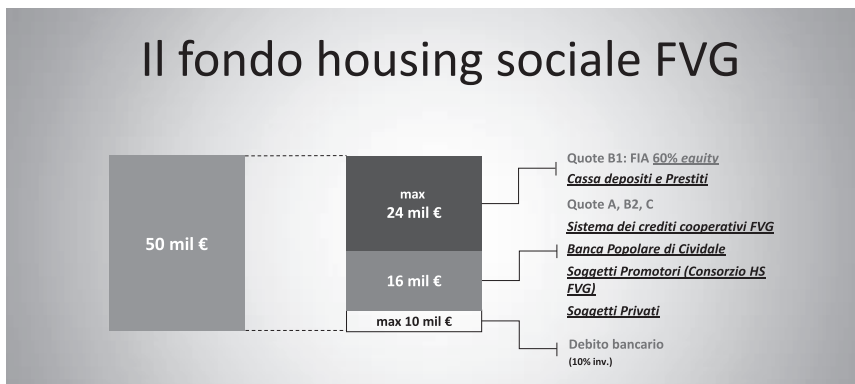 Il fondo housing sociale FVG
50 mil €
max
24 mil €
16 mil €
max 10 mil €
Quote B1: FIA 60% equity
Cassa depositi e Prestiti
Quote A, B2, C
Sistema dei crediti cooperativi FVG
Banca Popolare di Cividale
Soggetti Promotori (Consorzio HS
FVG)
Soggetti Privati
Debito bancario
(10% inv.)